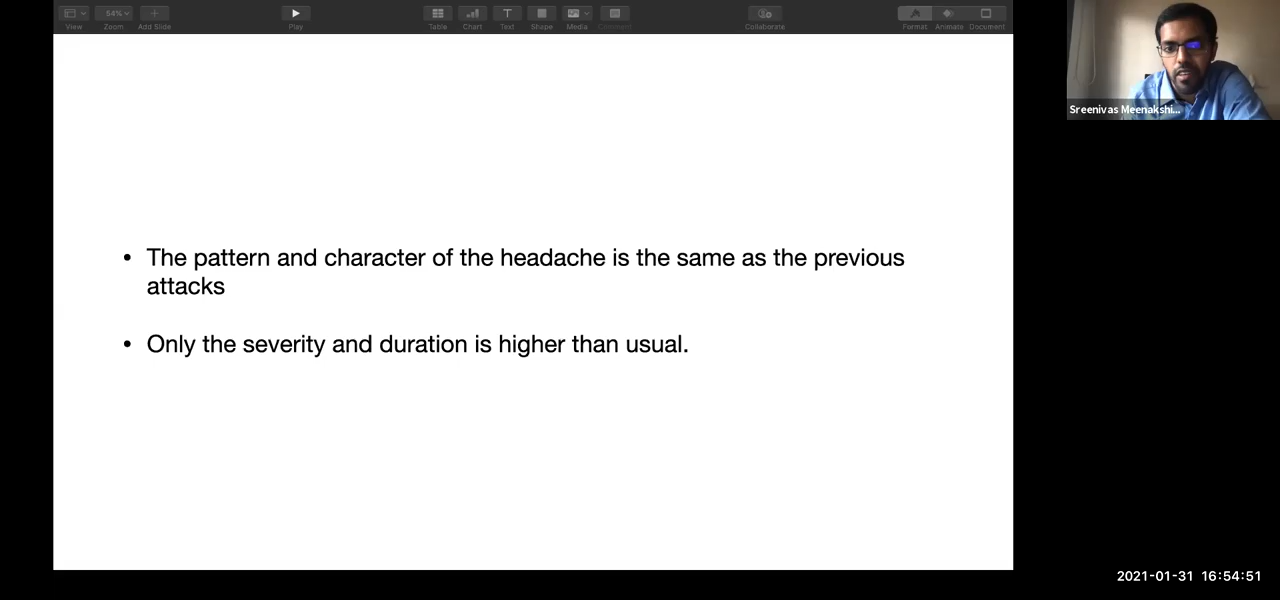 54%
View
Zoom
Add Slide
Play
Table
Chart
Text
Shape
Media
Comment
Collaborate
Format
Animate
Document
Sreenivas Meenakshi...
• The pattern and character of the headache is the same as the previous
attacks
• Only the severity and duration is higher than usual.
2021-01-31 16:54:51